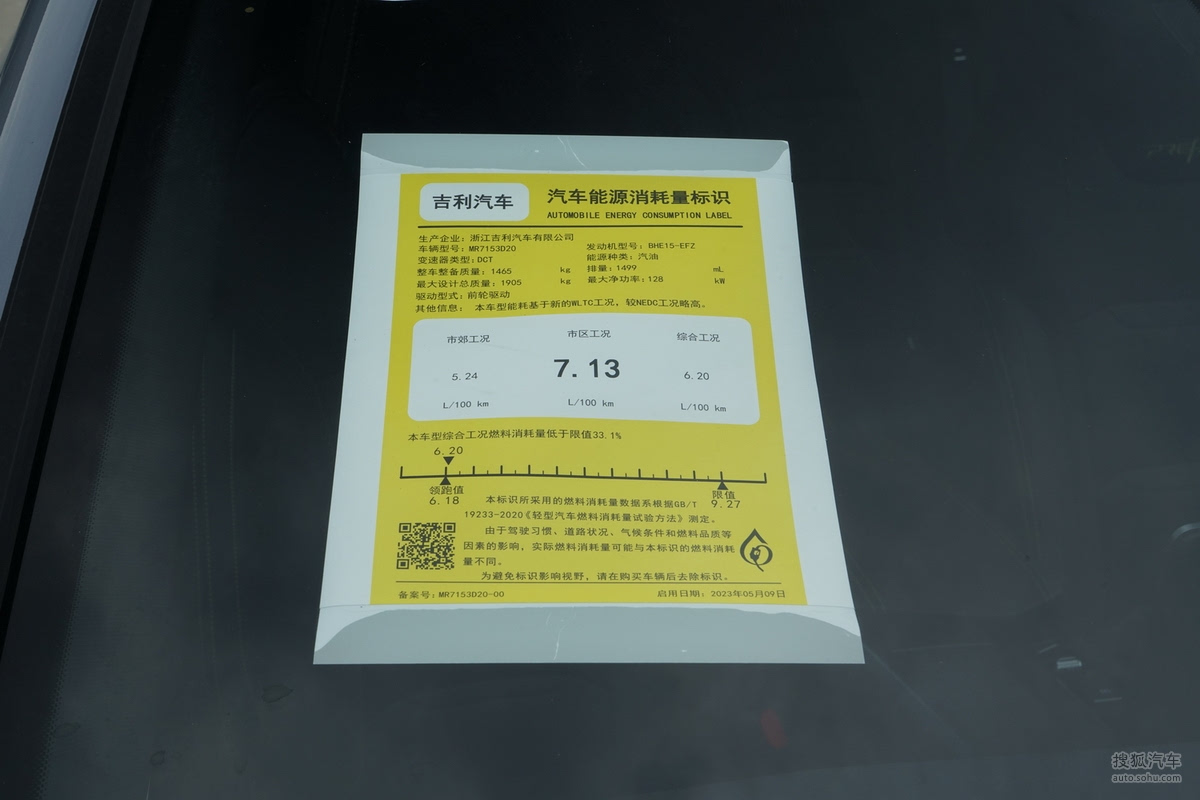 吉利汽车
汽车能源消耗量标识
AUTOMOBILE ENERGY CONSUMPTION LABEL
生产企业：浙江吉利汽车有限公司
车辆型号：MR7153D20
发动机型号：BHE15-EFZ
变速器类型：DCT
能源种类：汽油
整车整备质量：1465 kg
排量：1499 mL
最大设计总质量：1905 kg
最大净功率：128 kW
驱动型式：前轮驱动
其他信息： 本车型能耗基于新的WLTC工况，较NEDC工况略高。
市郊工况 市区工况 综合工况
5.24 7.13 6.20
L/100 km L/100 km L/100 km
本车型综合工况燃料消耗量低于限值33.1%
6.20
领跑值 限值
6.18 9.27
本标识所采用的燃料消耗量数据系根据GB/T
19233-2020《轻型汽车燃料消耗量试验方法》测定。
由于驾驶习惯、道路状况、气候条件和燃料品质等
因素的影响，实际燃料消耗量可能与本标识的燃料消耗
量不同。
为避免标识影响视野，请在购买车辆后去除标识。
备案号：MR7153D20-00
启用日期：2023年05月09日
搜狐汽车
auto.sohu.com